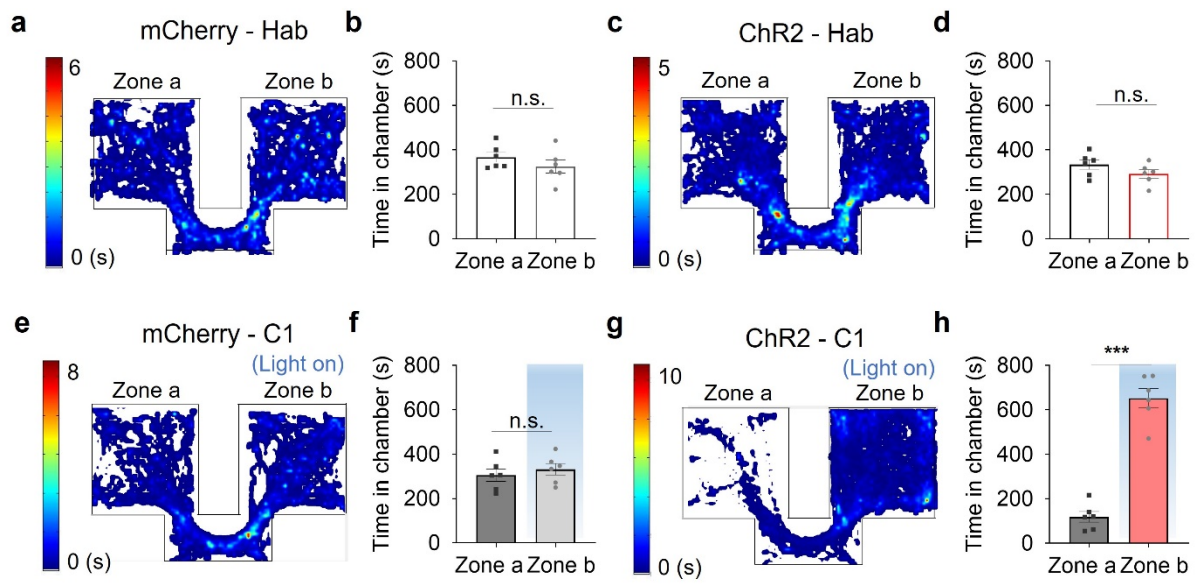 a
mCherry - Hab
6
Zone a
Zone b
0 (s)
b
Time in chamber (s)
800
600
400
200
0
n.s.
Zone a
Zone b
c
ChR2 - Hab
5
Zone a
Zone b
0 (s)
d
Time in chamber (s)
800
600
400
200
0
n.s.
Zone a
Zone b
e
mCherry - C1
(Light on)
8
Zone a
Zone b
0 (s)
f
Time in chamber (s)
800
600
400
200
0
n.s.
Zone a
Zone b
g
ChR2 - C1
(Light on)
10
Zone a
Zone b
0 (s)
h
Time in chamber (s)
800
600
400
200
0
***
Zone a
Zone b